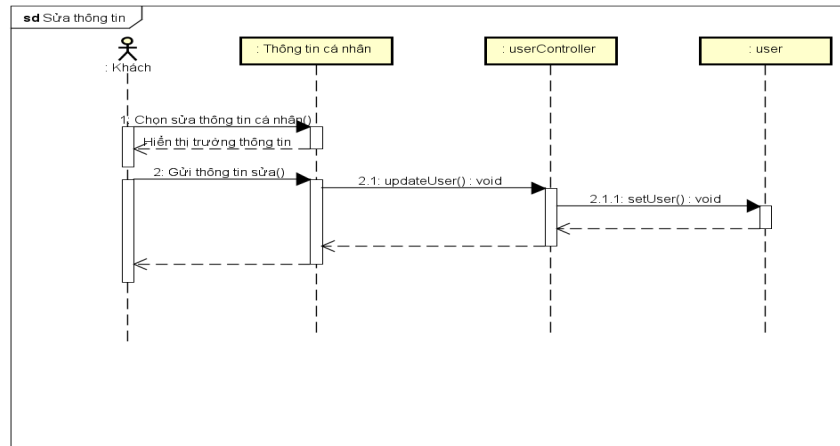 sd Sửa thông tin
: Khách
: Thông tin cá nhân
: userController
: user
1: Chọn sửa thông tin cá nhân()
Hiển thị trướng thông tin
2: Gửi thông tin sửa()
2.1: updateUser() : void
2.1.1: setUser() : void